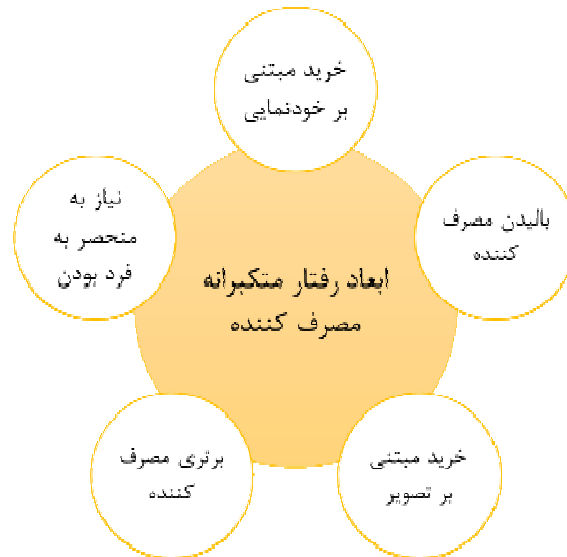 خرید مبتنی
بر خودنمایی
نیاز به
منحصر به
فرد بودن
بالیدن مصرف
کننده
ابعاد رفتار متکبرانه
مصرف کننده
برتری مصرف
کننده
خرید مبتنی
بر تصویر